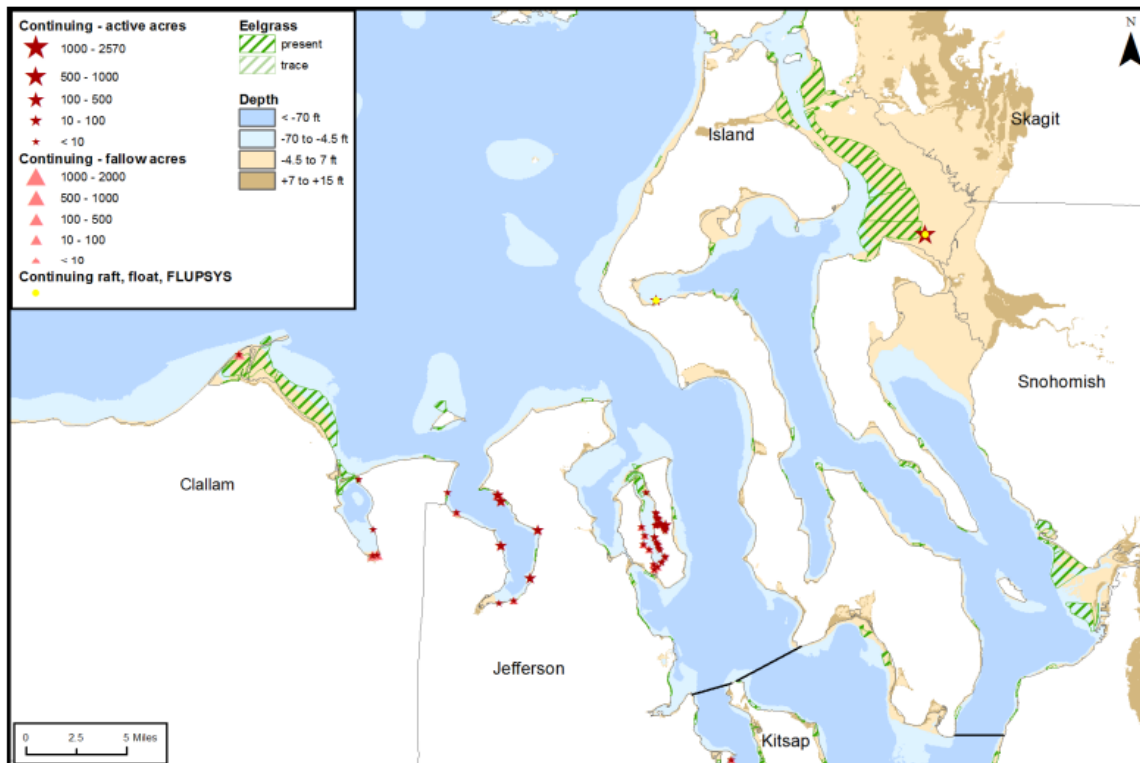 Continuing - active acres
1000 - 2570
500 - 1000
100 - 500
10 - 100
< 10
Continuing - fallow acres
1000 - 2000
500 - 1000
100 - 500
10 - 100
< 10
Continuing raft, float, FLUPSYS
Eelgrass
present
trace
Depth
< -70 ft
-70 to -4.5 ft
-4.5 to 7 ft
+7 to +15 ft
N
Island
Skagit
Snohomish
Clallam
Jefferson
Kitsap
0 2.5 5 Miles